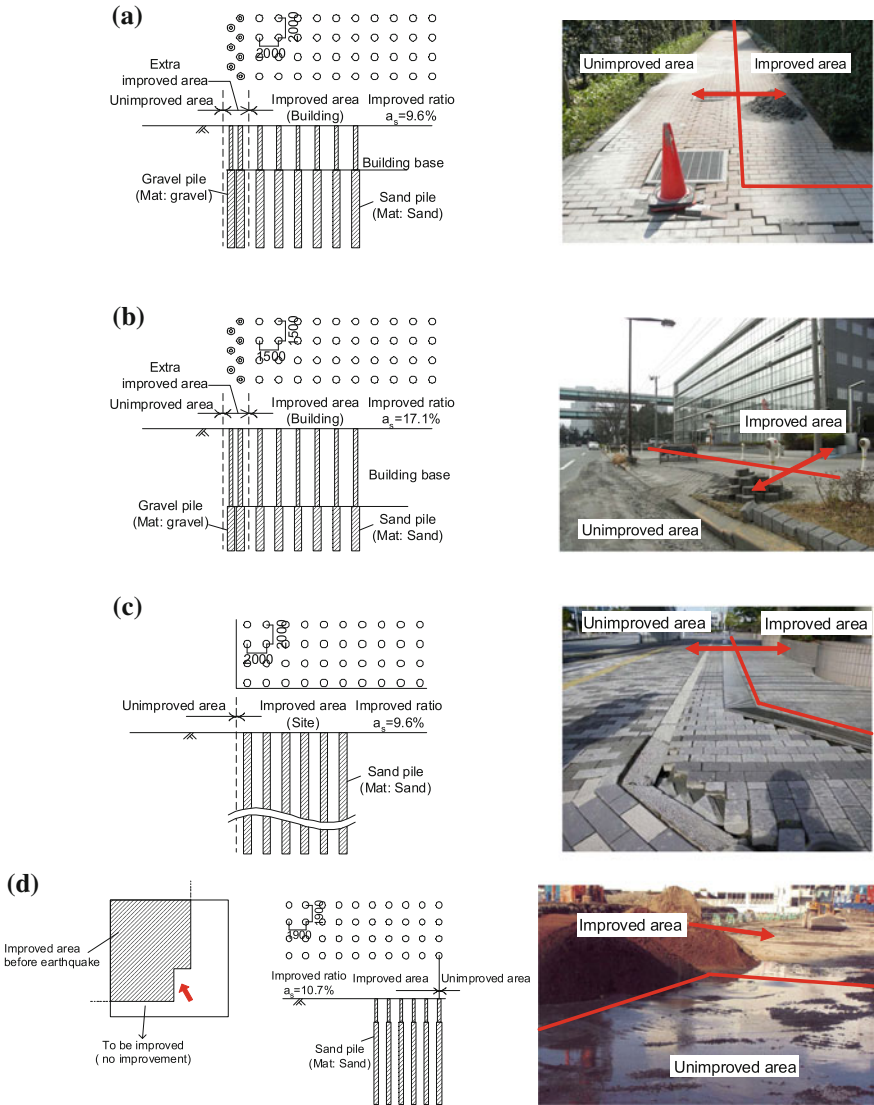 (a)
2000
2000
Extra
improved area
Unimproved area
Improved area
(Building)
Improved ratio
as=9.6%
Building base
Gravel pile
(Mat: gravel)
Sand pile
(Mat: Sand)
Unimproved area
Improved area
(b)
1500
1500
Extra
improved area
Unimproved area
Improved area
(Building)
Improved ratio
as=17.1%
Building base
Gravel pile
(Mat: gravel)
Sand pile
(Mat: Sand)
Improved area
Unimproved area
(c)
2000
2000
Unimproved area
Improved area
(Site)
Improved ratio
as=9.6%
Sand pile
(Mat: Sand)
Unimproved area
Improved area
(d)
Improved area
before earthquake
To be improved
( no improvement)
1900
1900
Improved ratio
as=10.7%
Improved area
Unimproved area
Sand pile
(Mat: Sand)
Improved area
Unimproved area